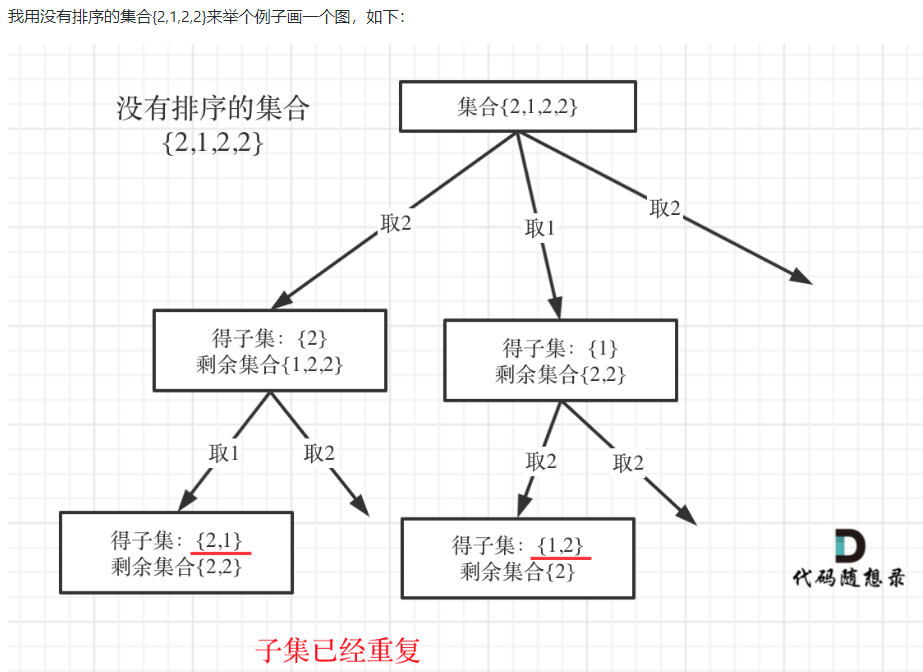 我用没有排序的集合{2,1,2,2}来举个例子画一个图，如下：
没有排序的集合
{2,1,2,2}
集合{2,1,2,2}
取2
取1
取2
得子集：{2}
剩余集合{1,2,2}
得子集：{1}
剩余集合{2,2}
取1
取2
取2
取2
得子集：{2,1}
剩余集合{2,2}
得子集：{1,2}
剩余集合{2}
代码随想录
子集已经重复